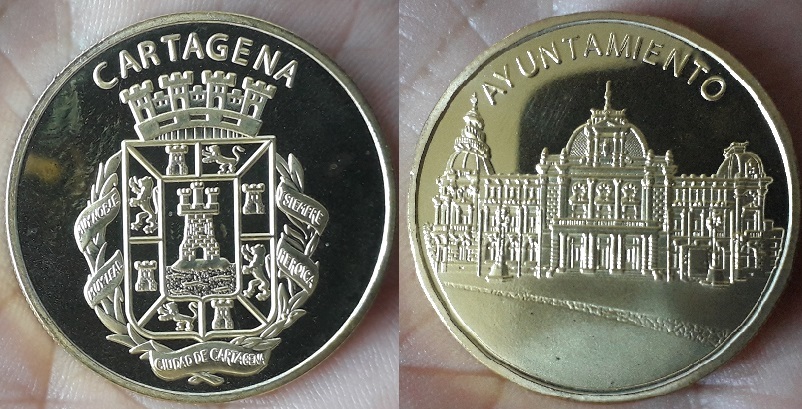 CARTAGENA
MUY NOBLE
SIEMPRE
MUY LEAL
HEROICA
CIUDAD DE CARTAGENA
AYUNTAMIENTO